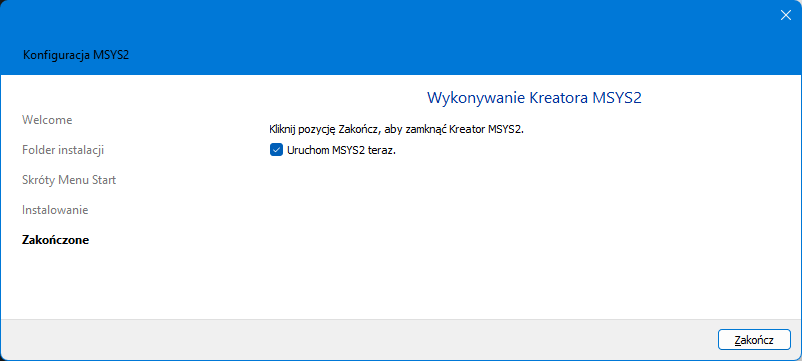 Konfiguracja MSYS2
Welcome
Folder instalacji
Skróty Menu Start
Instalowanie
Zakończone
Wykonywanie Kreatora MSYS2
Kliknij pozycję Zakończ, aby zamknąć Kreator MSYS2.
Uruchom MSYS2 teraz.
Zakończ